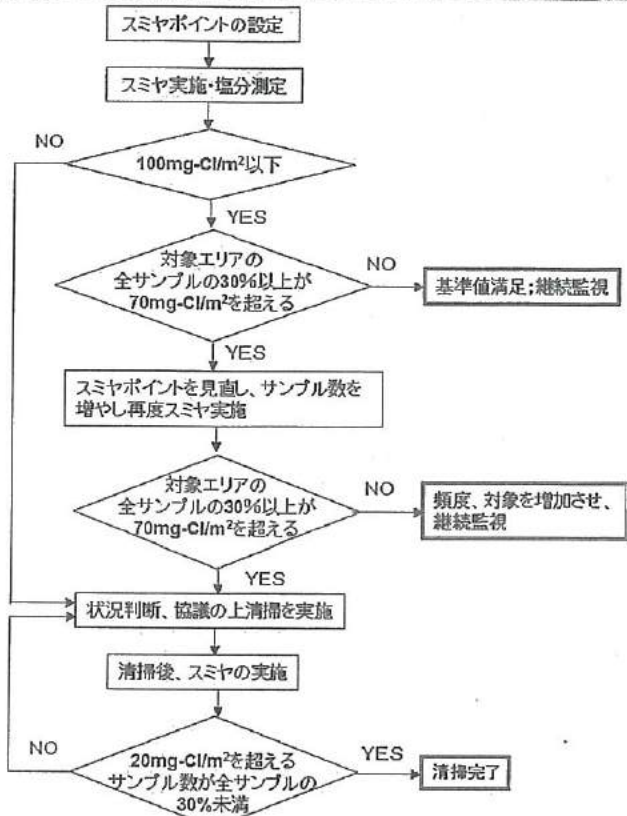 スミヤポイントの設定
スミヤ実施・塩分測定
NO
100mg-Cl/m²以下
YES
対象エリアの
全サンプルの30%以上が
70mg-Cl/m²を超える
NO
基準値満足;継続監視
YES
スミヤポイントを見直し、サンプル数を
増やし再度スミヤ実施
対象エリアの
全サンプルの30%以上が
70mg-Cl/m²を超える
NO
頻度、対象を増加させ、
継続監視
YES
状況判断、協議の上清掃を実施
清掃後、スミヤの実施
NO
20mg-Cl/m²を超える
サンプル数が全サンプルの
30%未満
YES
清掃完了